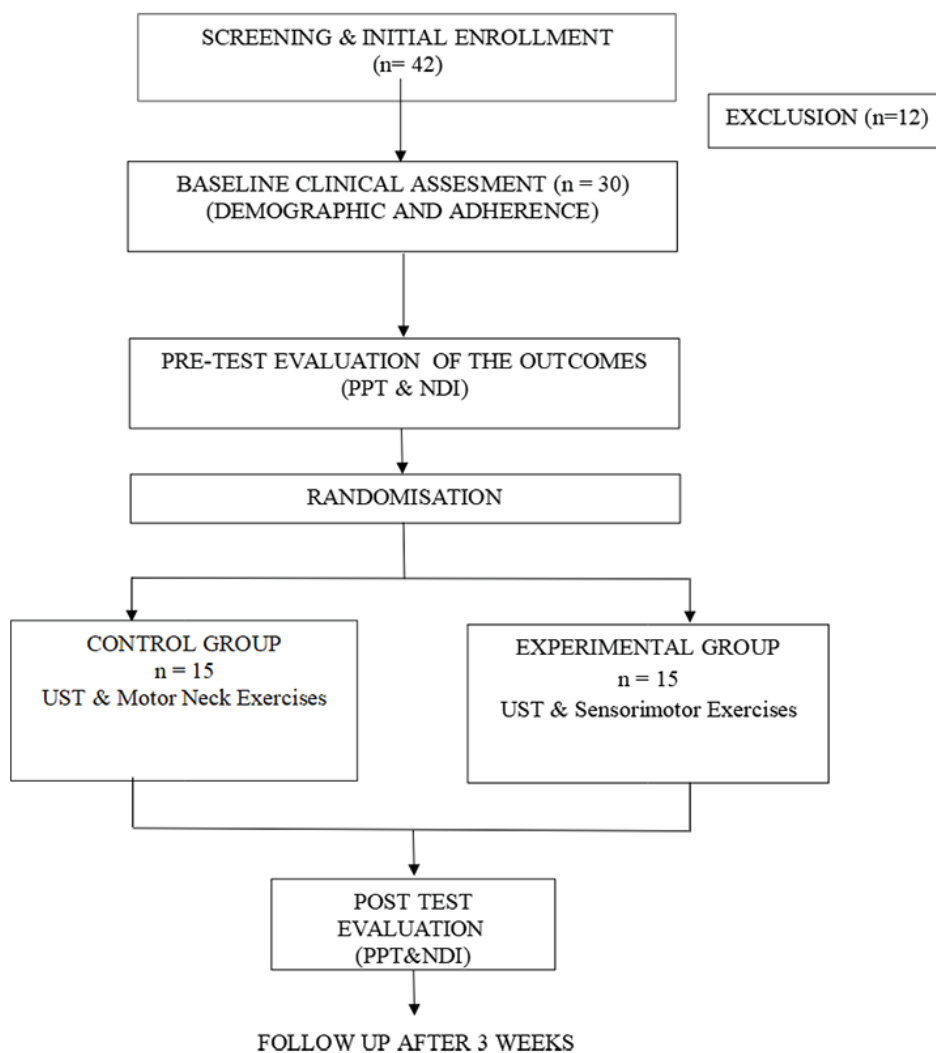 SCREENING & INITIAL ENROLLMENT
(n= 42)
EXCLUSION (n=12)
BASELINE CLINICAL ASSESMENT (n = 30)
(DEMOGRAPHIC AND ADHERENCE)
PRE-TEST EVALUATION OF THE OUTCOMES
(PPT & NDI)
RANDOMISATION
CONTROL GROUP
n = 15
UST & Motor Neck Exercises
EXPERIMENTAL GROUP
n = 15
UST & Sensorimotor Exercises
POST TEST
EVALUATION
(PPT&NDI)
FOLLOW UP AFTER 3 WEEKS